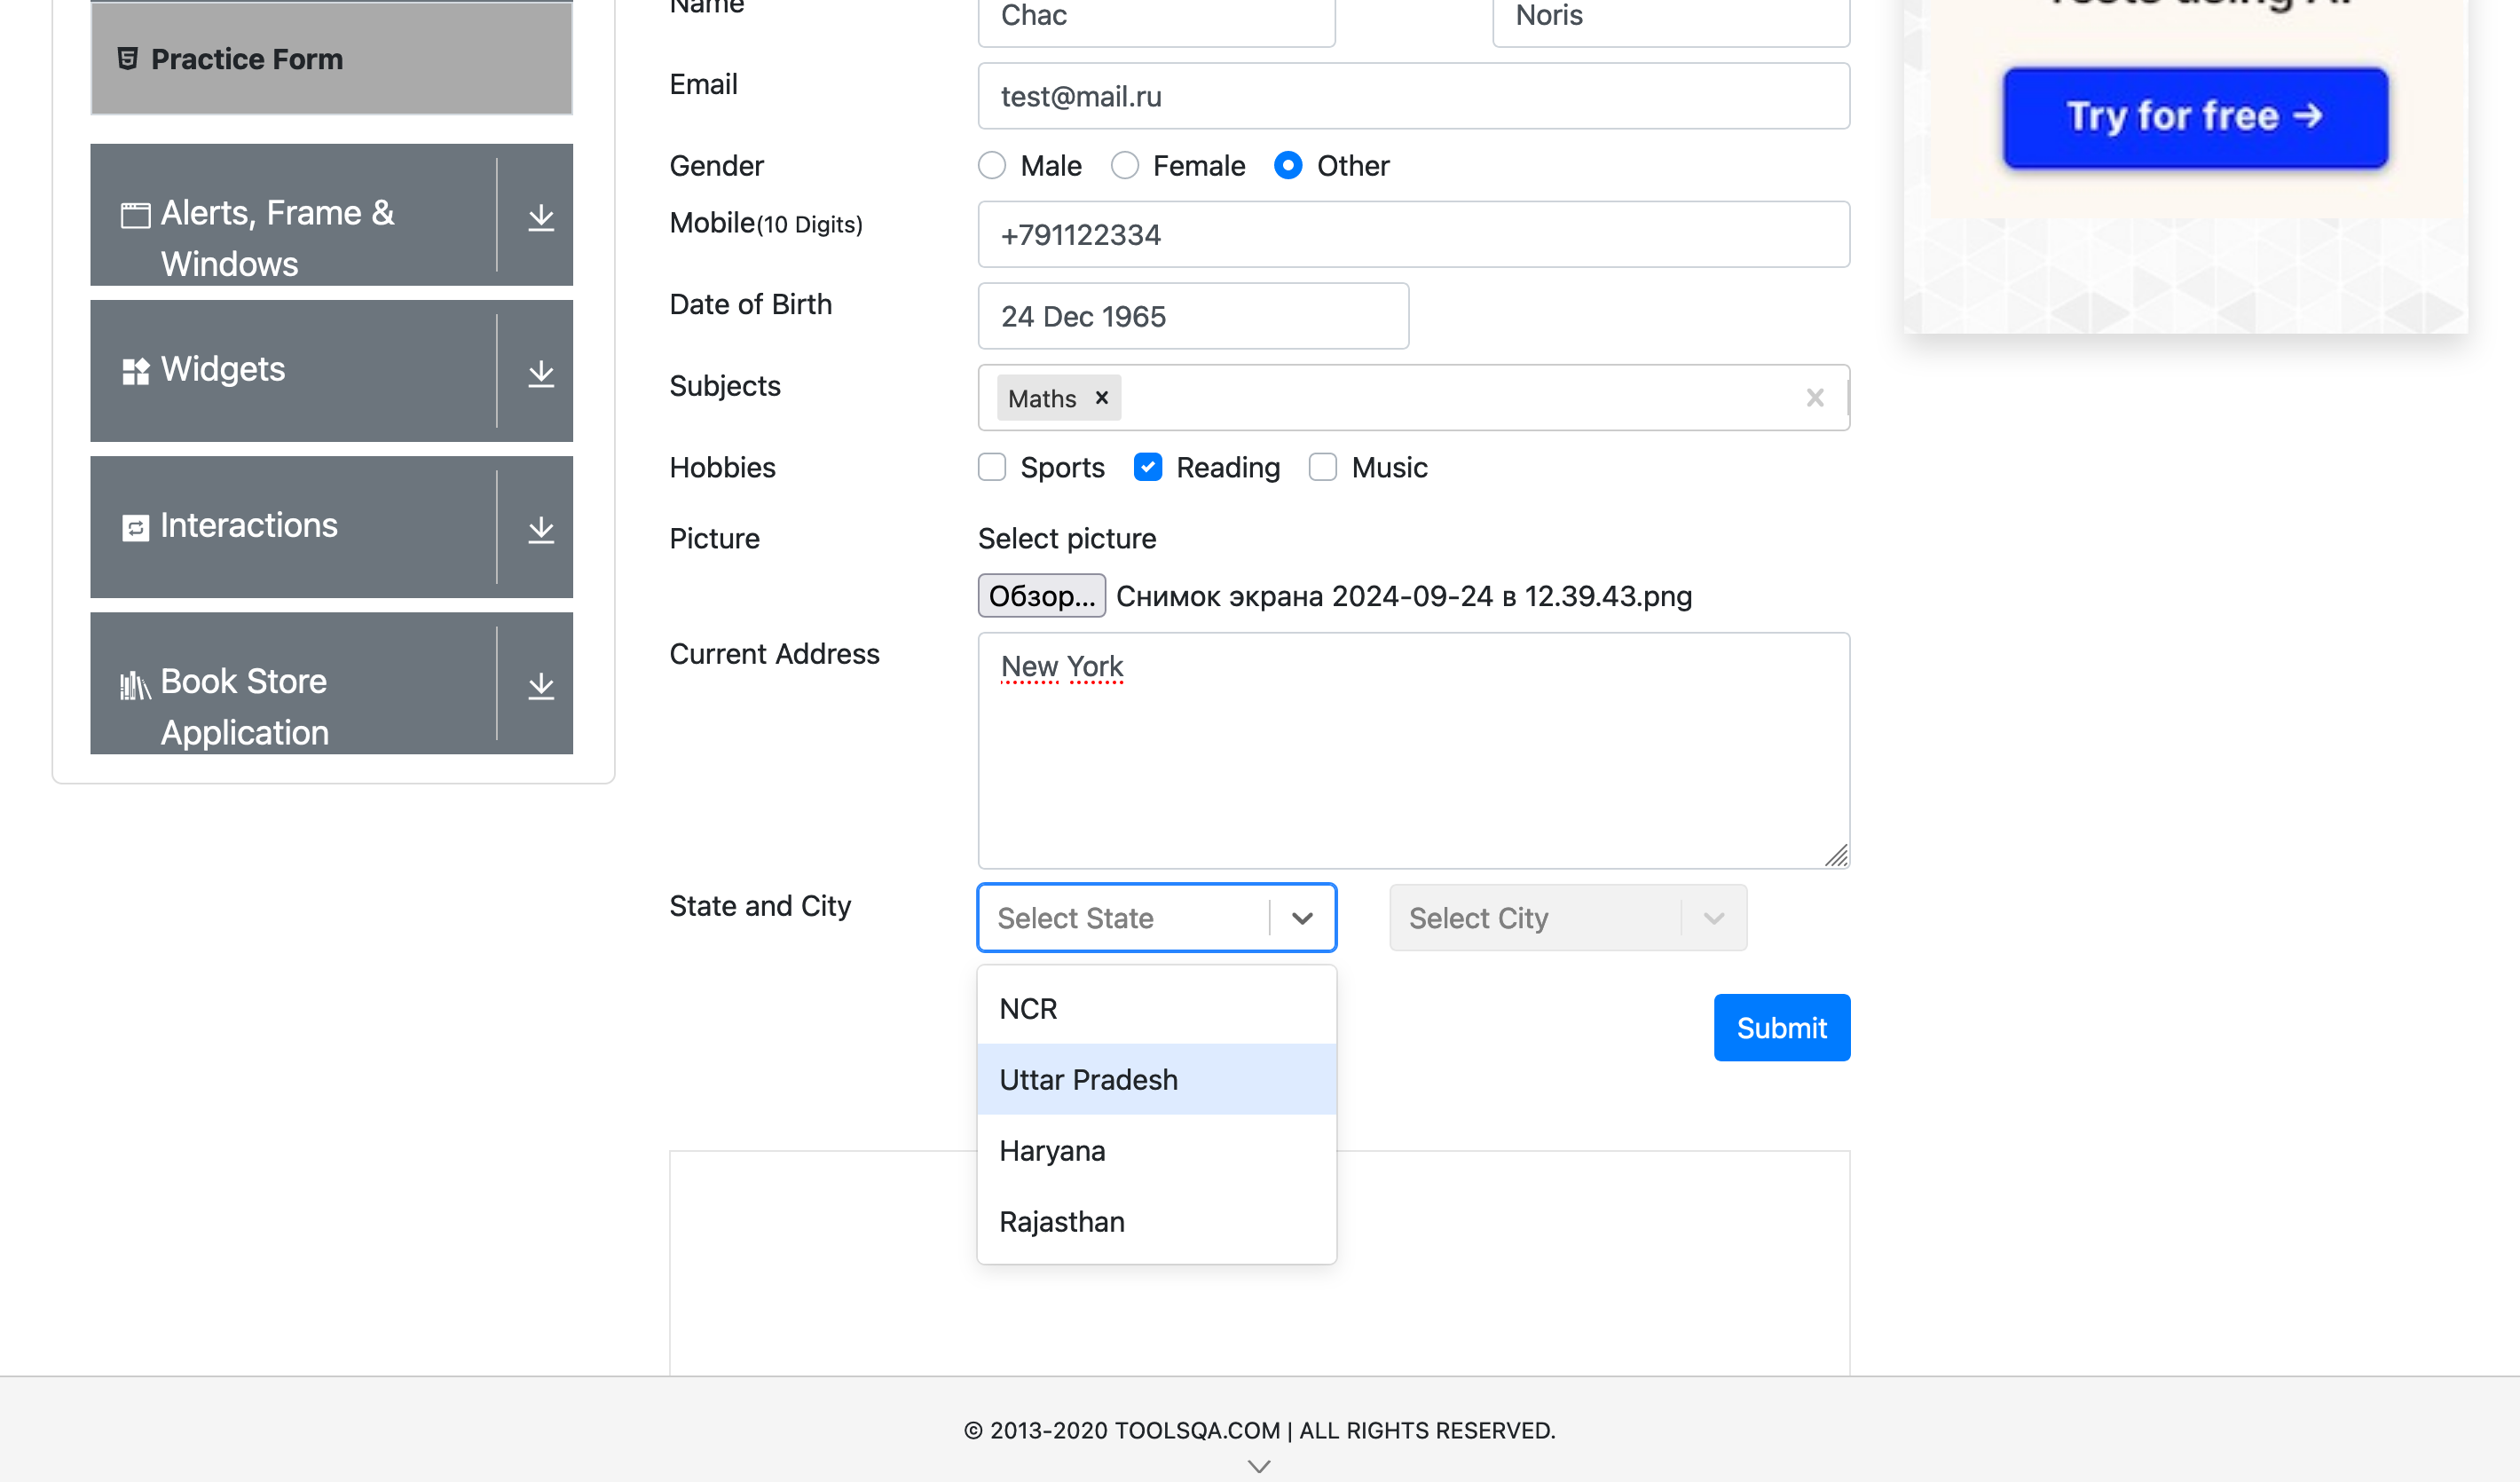 Practice Form
Alerts, Frame &
Windows
Widgets
Interactions
Book Store
Application
Name
Chac
Noris
Email
test@mail.ru
Gender
Male
Female
Other
Mobile(10 Digits)
+791122334
Date of Birth
24 Dec 1965
Subjects
Maths
Hobbies
Sports
Reading
Music
Picture
Select picture
Обзор... Снимок экрана 2024-09-24 в 12.39.43.png
Current Address
New York
State and City
Select State
Select City
NCR
Uttar Pradesh
Haryana
Rajasthan
Submit
Tests using AI
Try for free →
© 2013-2020 TOOLSQA.COM | ALL RIGHTS RESERVED.